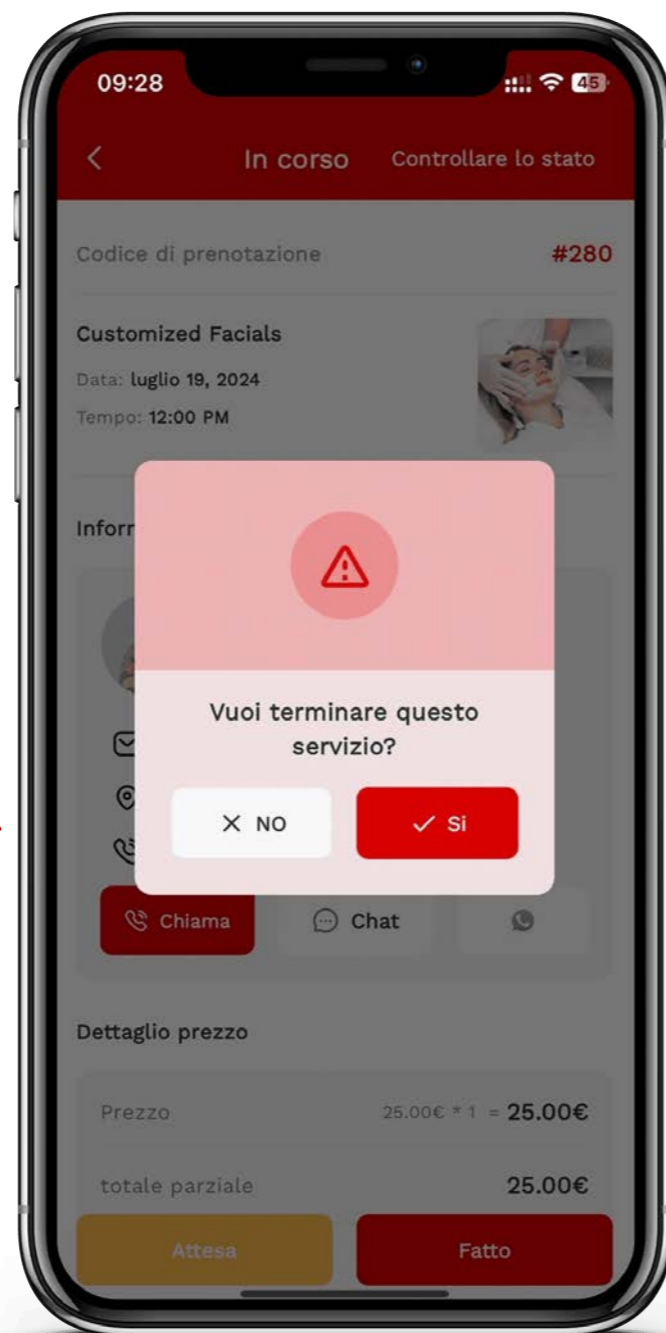 09:28
45
In corso Controllare lo stato
Codice di prenotazione #280
Customized Facials
Data: luglio 19, 2024
Tempo: 12:00 PM
Vuoi terminare questo
servizio?
NO Si
Chiama Chat
Dettaglio prezzo
Prezzo 25.00€ * 1 = 25.00€
totale parziale 25.00€
Attesa Fatto